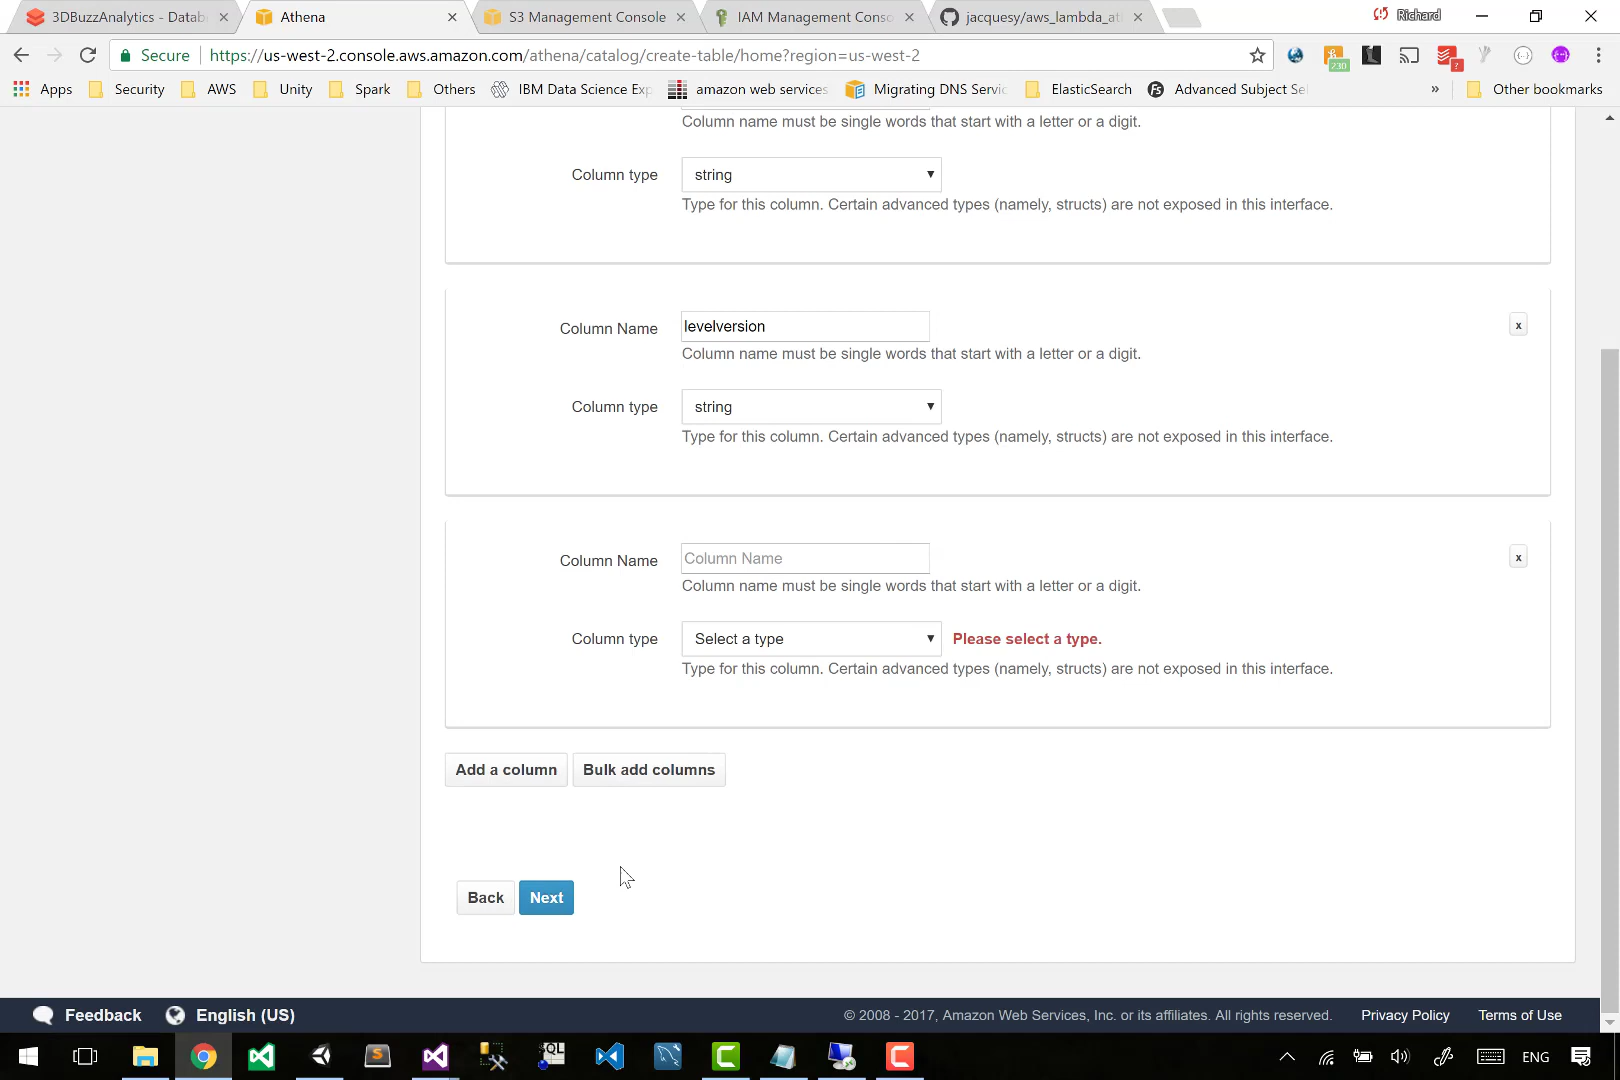 3DBuzzAnalytics - Datab
Athena
S3 Management Console
IAM Management Conso
jacquesy/aws_lambda_at
Richard
Secure
https://us-west-2.console.aws.amazon.com/athena/catalog/create-table/home?region=us-west-2
230
?
Apps
Security
AWS
Unity
Spark
Others
IBM Data Science Exp
amazon web services
Migrating DNS Servic
ElasticSearch
Fs
Advanced Subject Sel
»
Other bookmarks
Column name must be single words that start with a letter or a digit.
Column type
string
Type for this column. Certain advanced types (namely, structs) are not exposed in this interface.
Column Name
levelversion
x
Column name must be single words that start with a letter or a digit.
Column type
string
Type for this column. Certain advanced types (namely, structs) are not exposed in this interface.
Column Name
Column Name
x
Column name must be single words that start with a letter or a digit.
Column type
Select a type
Please select a type.
Type for this column. Certain advanced types (namely, structs) are not exposed in this interface.
Add a column
Bulk add columns
Back
Next
Feedback
English (US)
© 2008 - 2017, Amazon Web Services, Inc. or its affiliates. All rights reserved.
Privacy Policy
Terms of Use
ENG